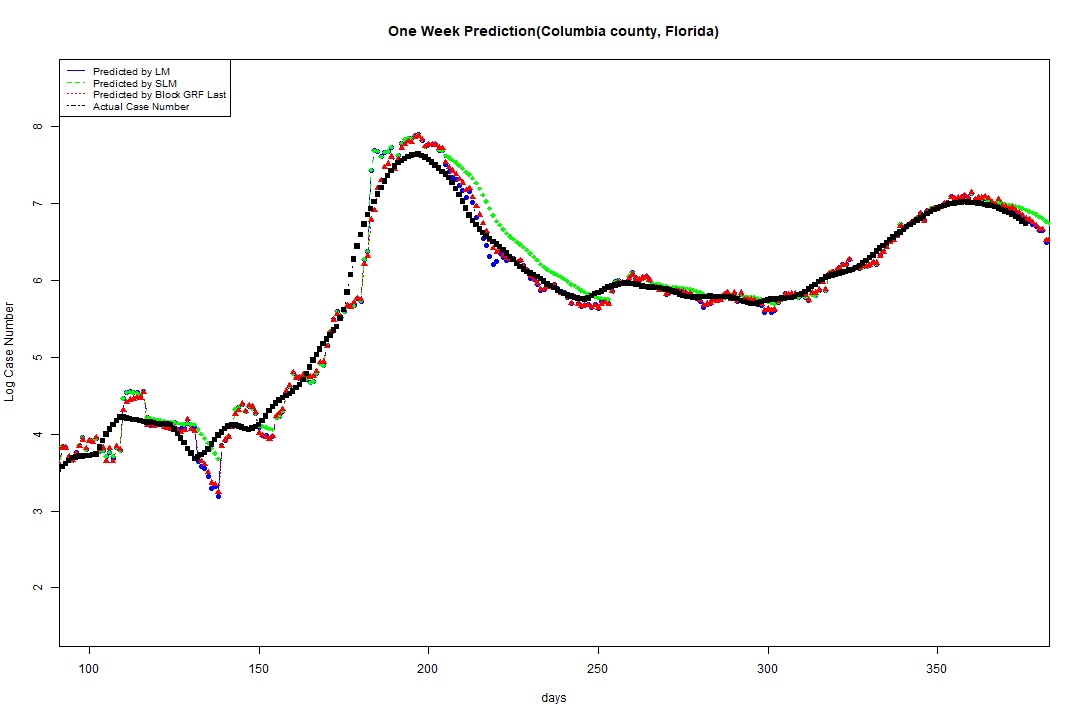 One Week Prediction(Columbia county, Florida)
Predicted by LM
Predicted by SLM
Predicted by Block GRF Last
Actual Case Number
8
7
6
5
4
3
2
Log Case Number
100 150 200 250 300 350
days